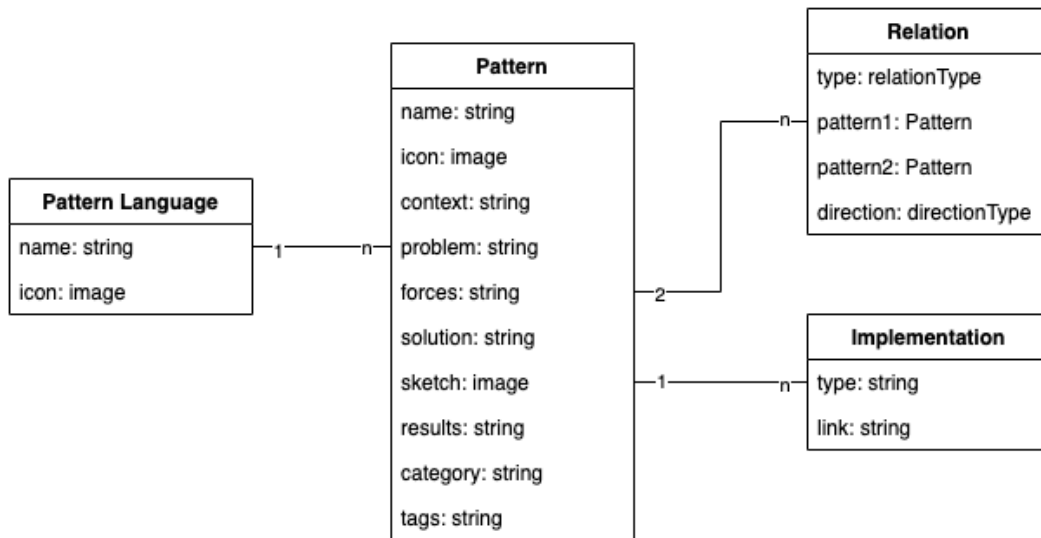 Pattern Language
name: string
icon: image
1
n
Pattern
name: string
icon: image
context: string
problem: string
forces: string
solution: string
sketch: image
results: string
category: string
tags: string
2
n
1
n
Relation
type: relationType
pattern1: Pattern
pattern2: Pattern
direction: directionType
Implementation
type: string
link: string